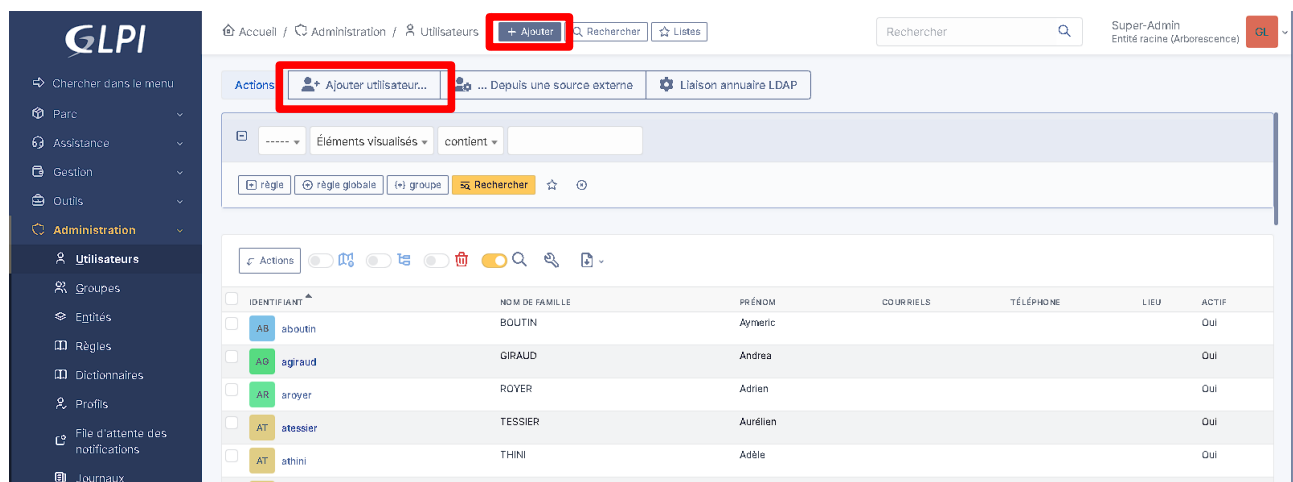 GLPI
Chercher dans le menu
Parc
Assistance
Gestion
Outils
Administration
Utilisateurs
Groupes
Entités
Règles
Dictionnaires
Profils
File d'attente des
notifications
Journaux
Accueil / Administration / Utilisateurs + Ajouter Rechercher Listes
Rechercher
Super-Admin
Entité racine (Arborescence)
GL
Actions Ajouter utilisateur... ... Depuis une source externe Liaison annuaire LDAP
----- Éléments visualisés contient
règle règle globale groupe Rechercher
Actions
IDENTIFIANT NOM DE FAMILLE PRÉNOM COURRIELS TÉLÉPHONE LIEU ACTIF
AB aboutin BOUTIN Aymeric Oui
AG agiraud GIRAUD Andrea Oui
AR aroyer ROYER Adrien Oui
AT atessier TESSIER Aurélien Oui
AT athini THINI Adèle Oui